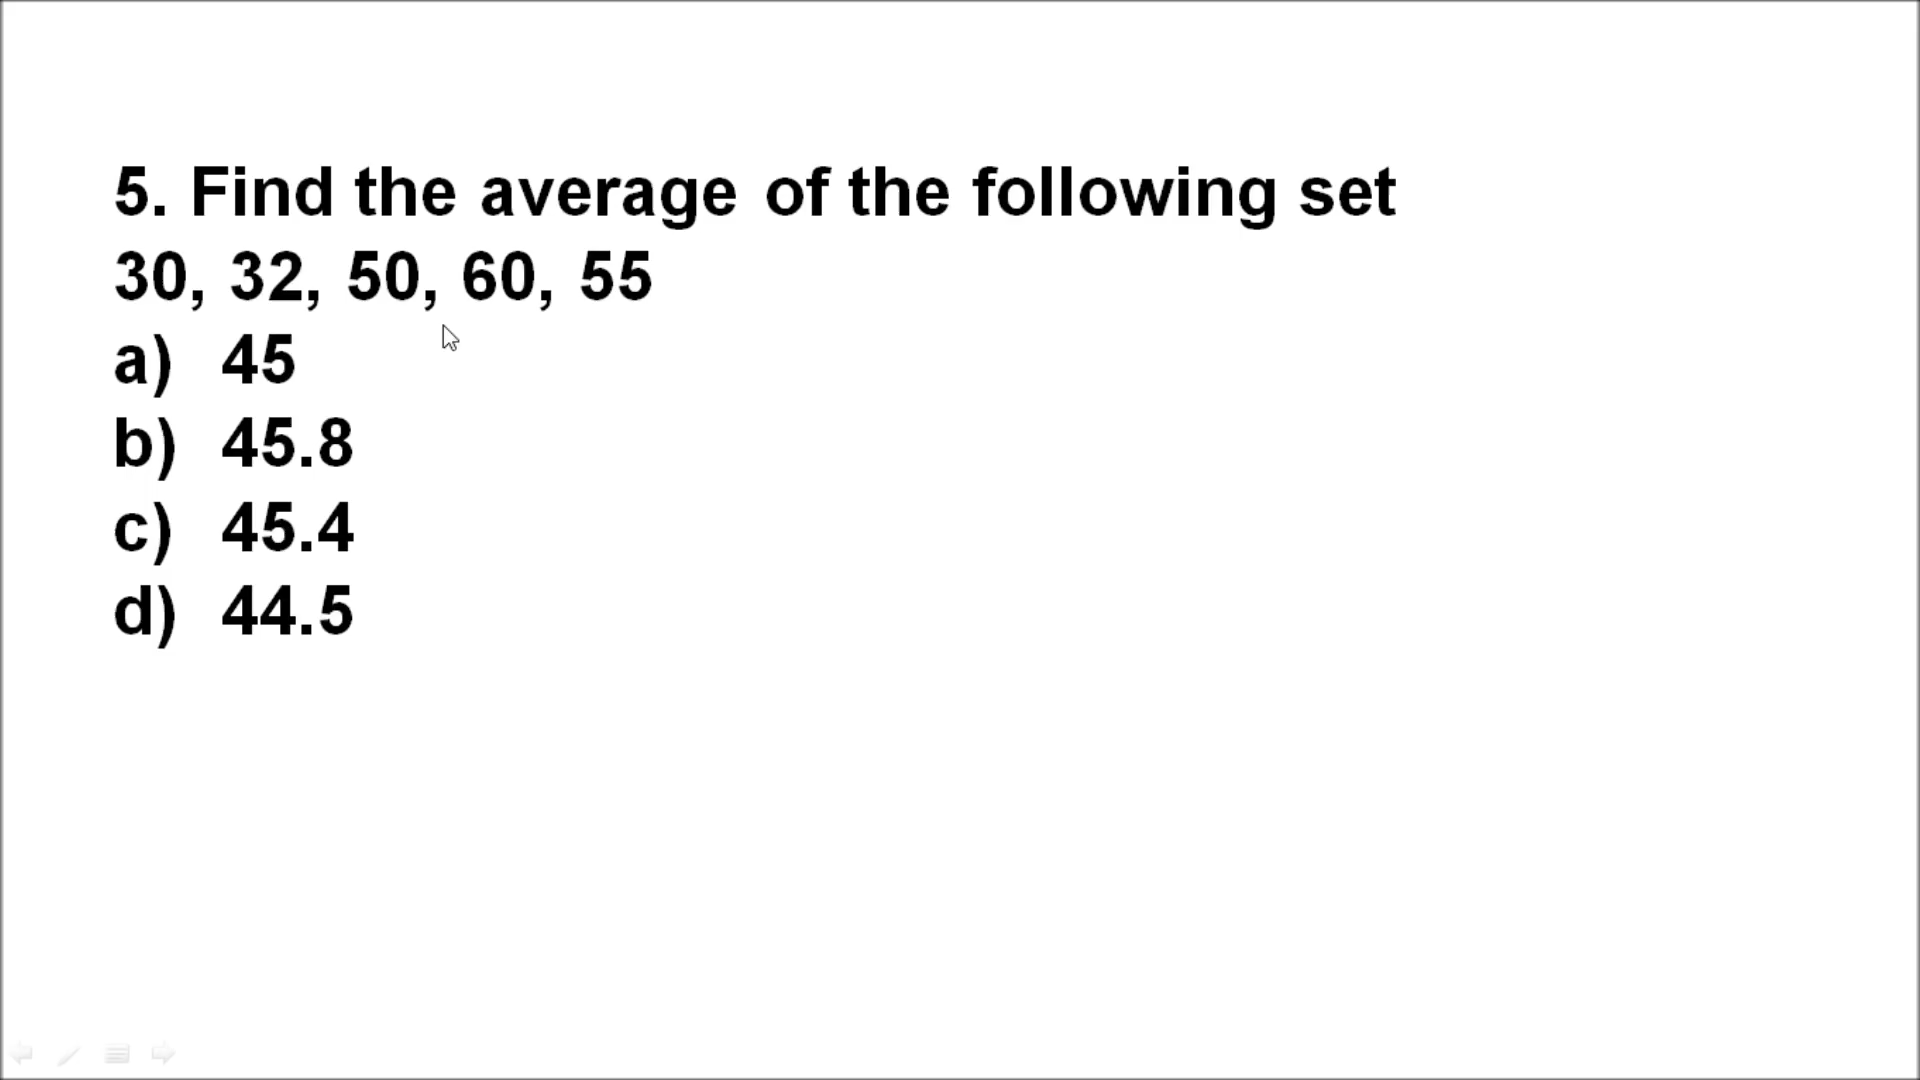 5. Find the average of the following set
30, 32, 50, 60, 55
a) 45
b) 45.8
c) 45.4
d) 44.5